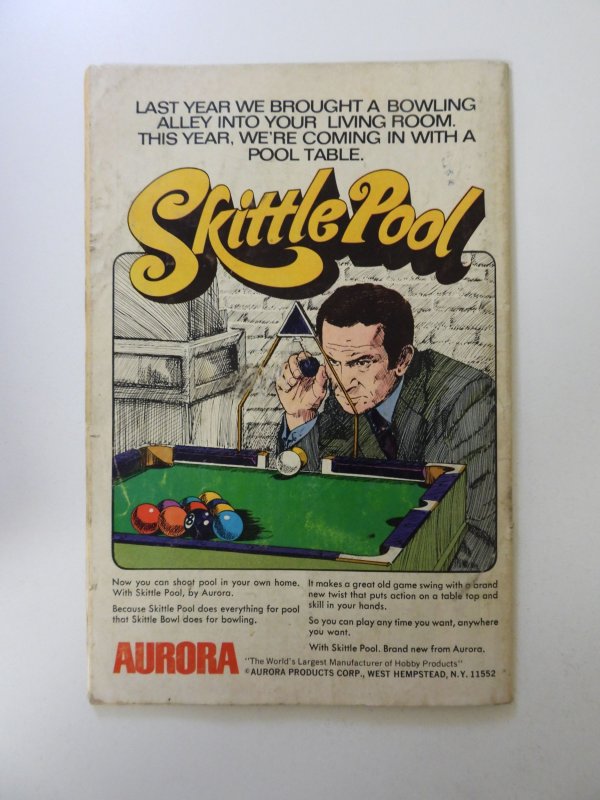 LAST YEAR WE BROUGHT A BOWLING
ALLEY INTO YOUR LIVING ROOM.
THIS YEAR, WE'RE COMING IN WITH A
POOL TABLE.
Skittle Pool
Now you can shoot pool in your own home.
With Skittle Pool, by Aurora.
Because Skittle Pool does everything for pool
that Skittle Bowl does for bowling.
It makes a great old game swing with a brand
new twist that puts action on a table top and
skill in your hands.
So you can play any time you want, anywhere
you want.
With Skittle Pool. Brand new from Aurora.
AURORA
"The World's Largest Manufacturer of Hobby Products"
©AURORA PRODUCTS CORP., WEST HEMPSTEAD, N.Y. 11552